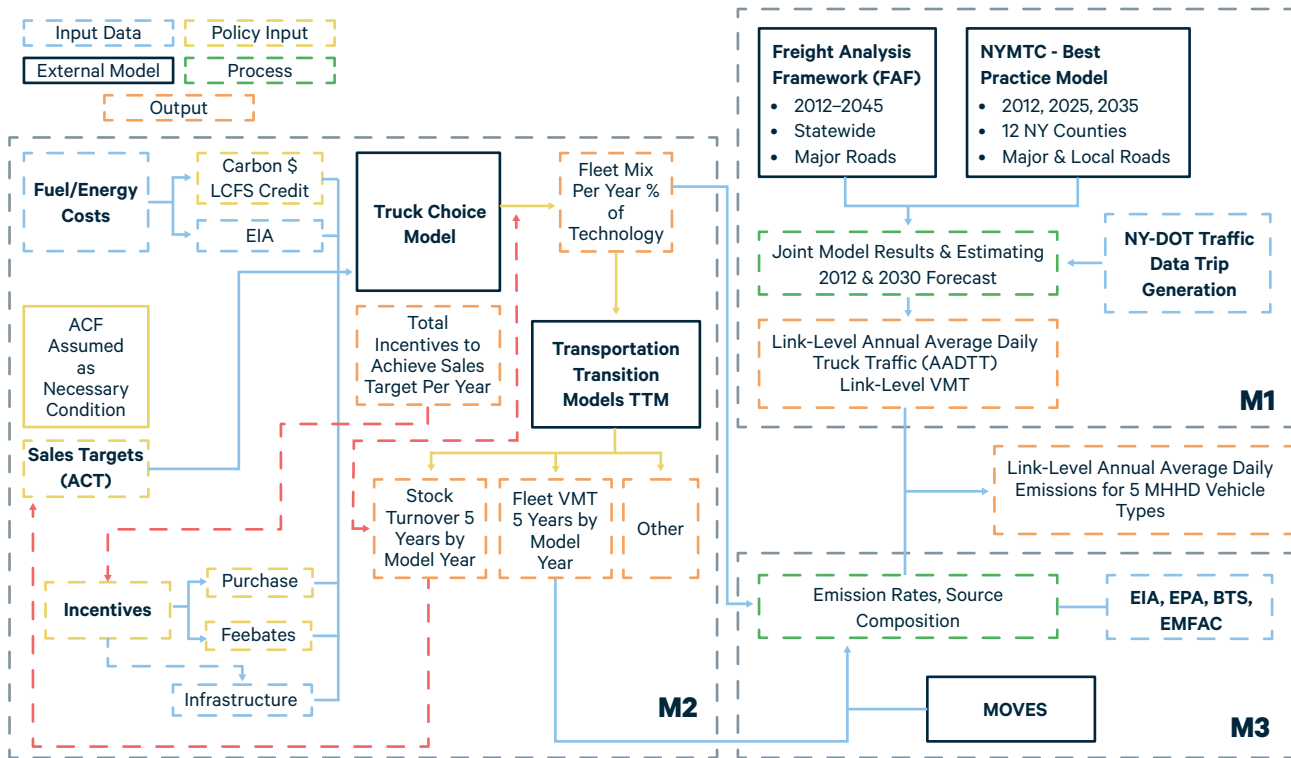 Input Data
Policy Input
External Model
Process
Output
Fuel/Energy
Costs
Carbon $
LCFS Credit
EIA
Truck Choice
Model
Fleet Mix
Per Year %
of
Technology
ACF
Assumed
as
Necessary
Condition
Total
Incentives to
Achieve Sales
Target Per Year
Transportation
Transition
Models TTM
Sales Targets
(ACT)
Stock
Turnover 5
Years by
Model Year
Fleet VMT
5 Years by
Model
Year
Other
Incentives
Purchase
Feebates
Infrastructure
M2
Freight Analysis
Framework (FAF)
• 2012–2045
• Statewide
• Major Roads
NYMTC - Best
Practice Model
• 2012, 2025, 2035
• 12 NY Counties
• Major & Local Roads
Joint Model Results & Estimating
2012 & 2030 Forecast
NY-DOT Traffic
Data Trip
Generation
Link-Level Annual Average Daily
Truck Traffic (AADTT)
Link-Level VMT
M1
Link-Level Annual Average Daily
Emissions for 5 MHHD Vehicle
Types
Emission Rates, Source
Composition
EIA, EPA, BTS,
EMFAC
MOVES
M3